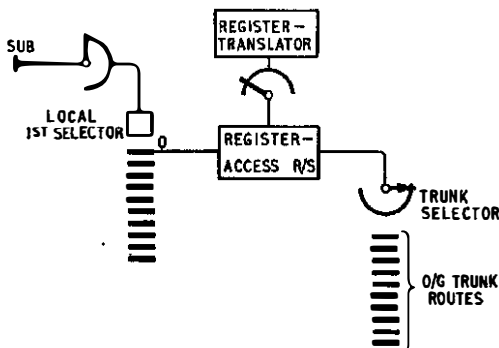 SUB
REGISTER-
TRANSLATOR
LOCAL
1ST SELECTOR
0
REGISTER-
ACCESS R/S
TRUNK
SELECTOR
O/G TRUNK
ROUTES